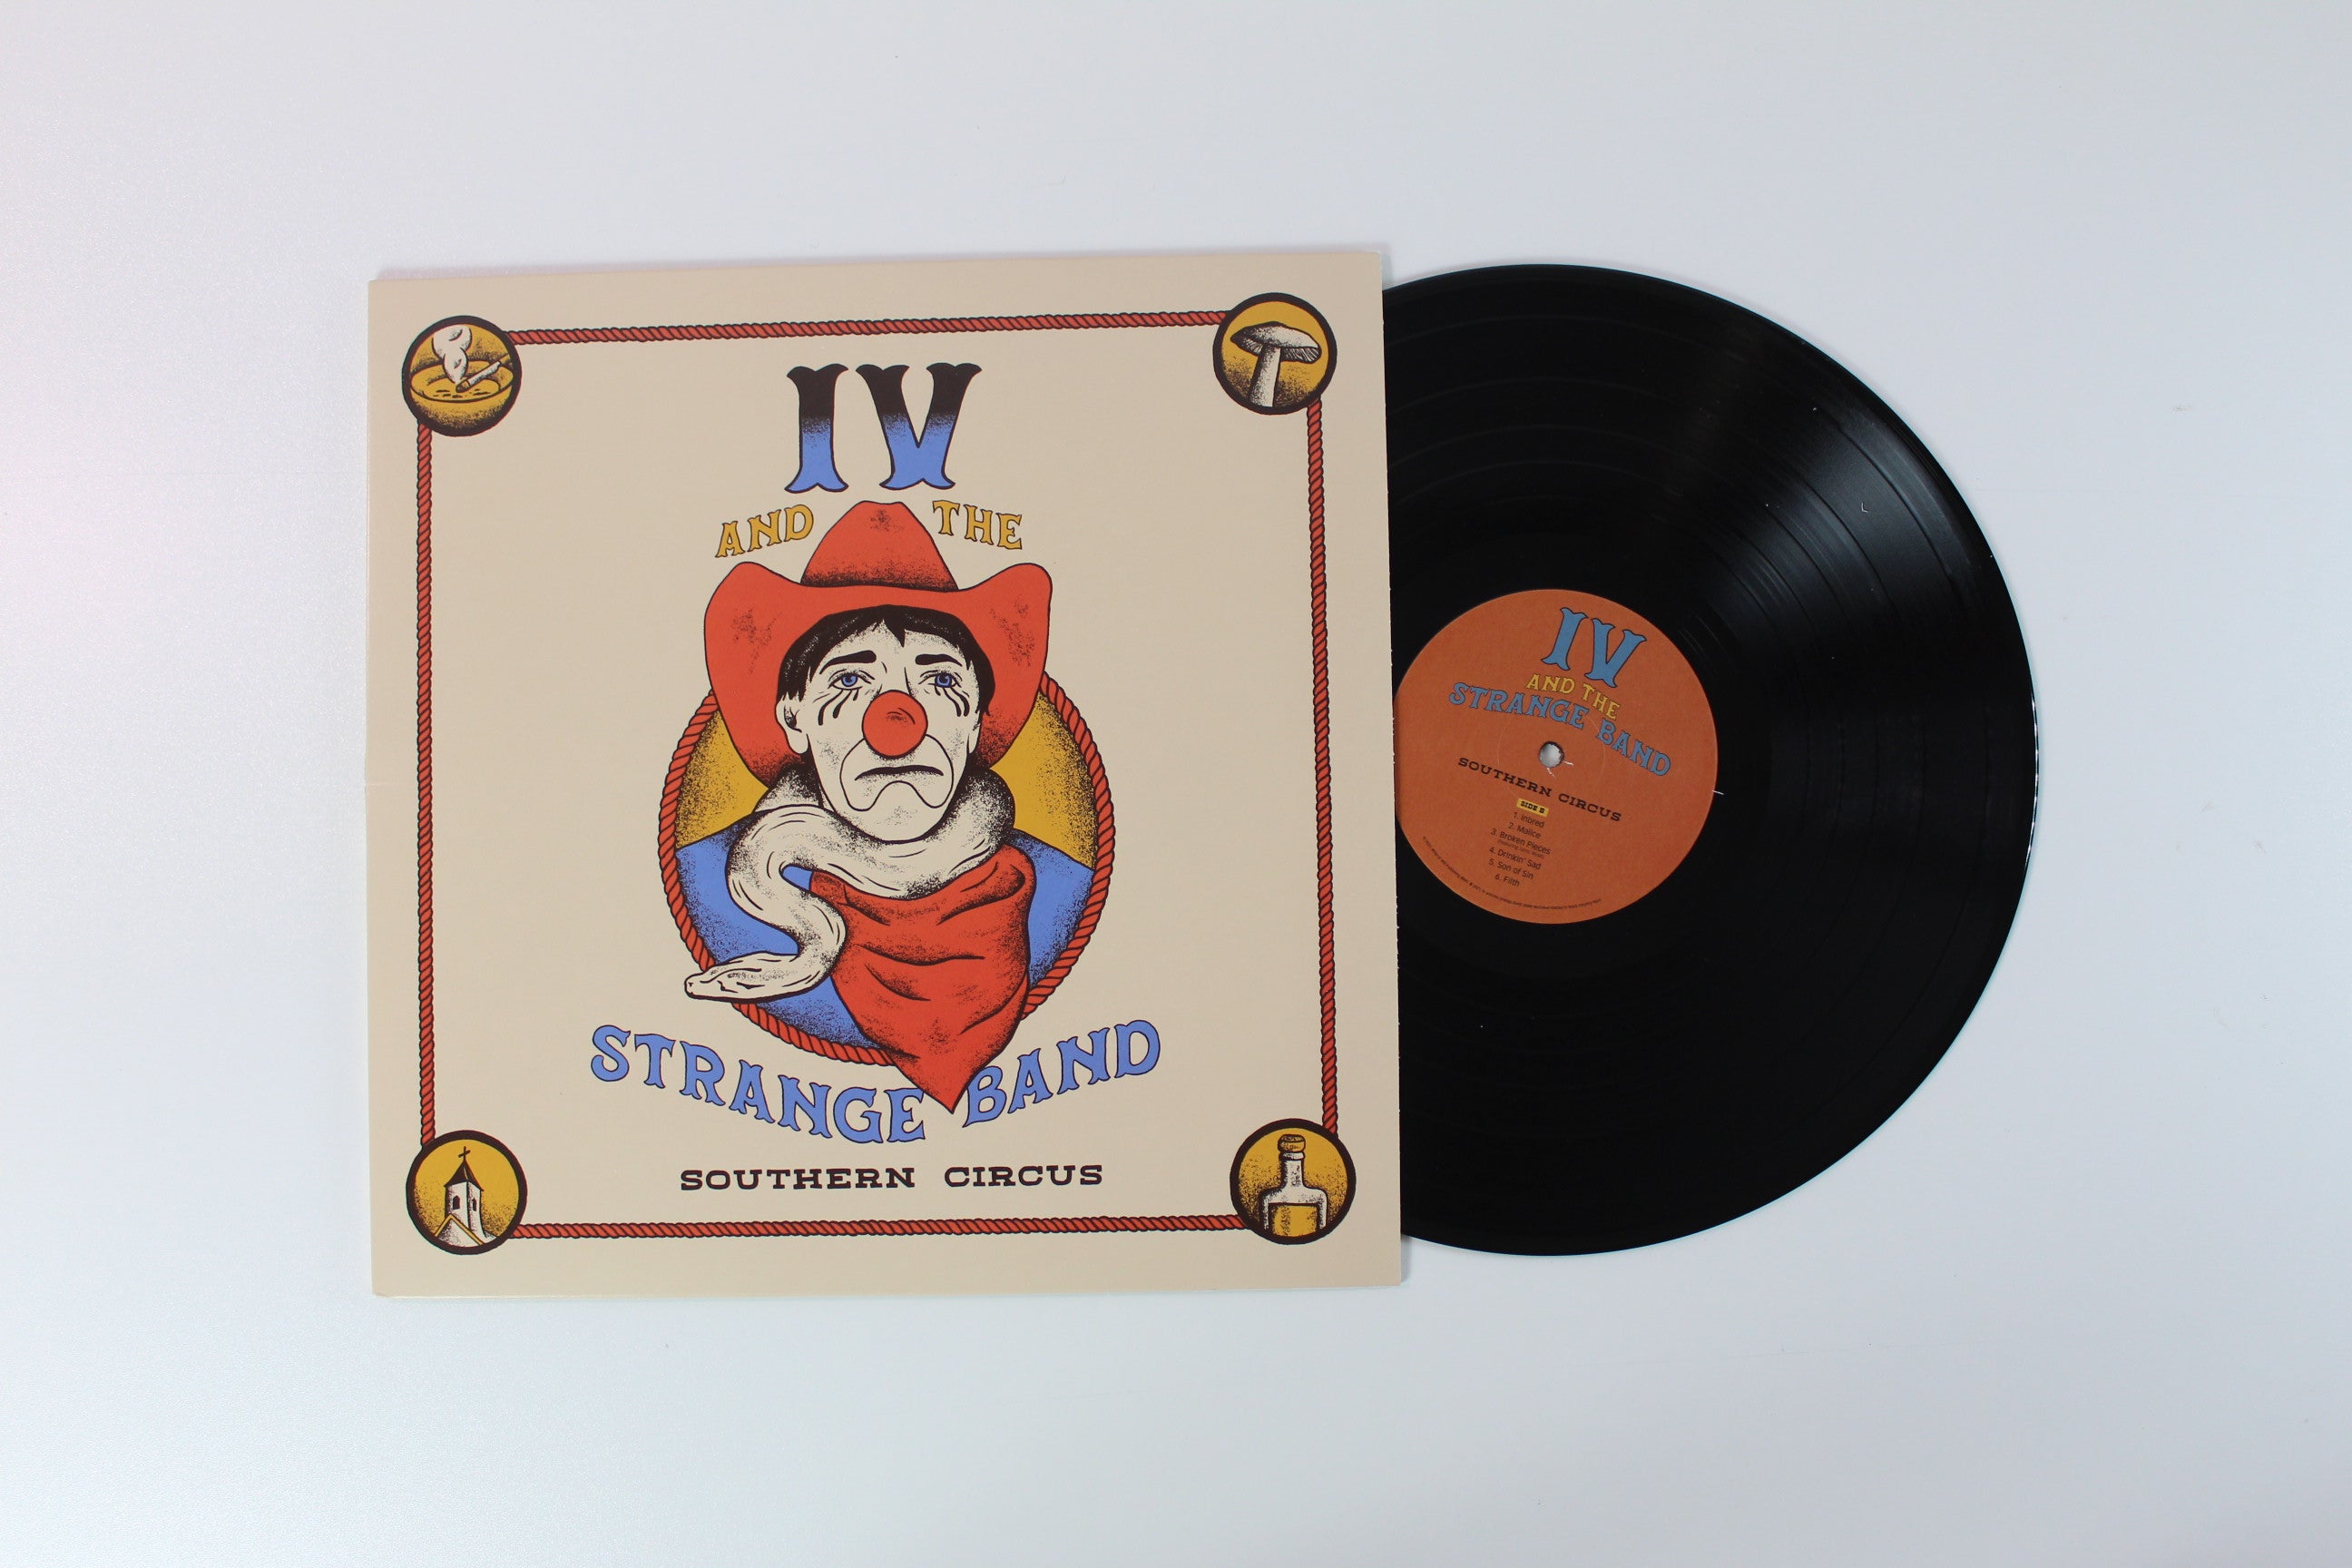 IV
AND THE
STRANGE BAND
SOUTHERN CIRCUS
IV
AND THE
STRANGE BAND
SOUTHERN CIRCUS
SIDE B
1. Inbred
2. Malice
3. Broken Pieces
4. Drinkin' Sad
5. Son of Sin
6. Filth